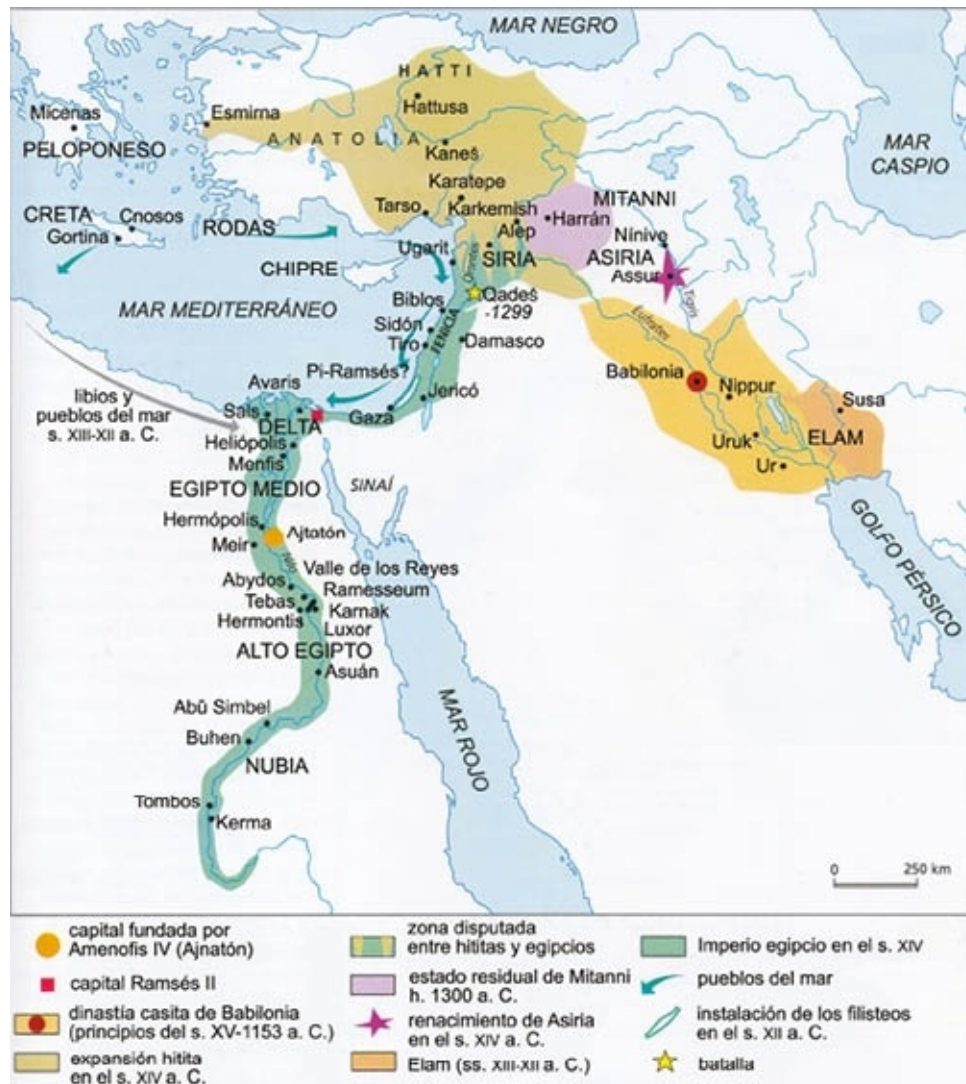 MAR NEGRO
HATTI
Hattusa
Micenas
Esmirna
PELOPONESO
ANATOLIA
Kaneš
MAR
CASPIO
Karatepe
MITANNI
CRETA
Cnosos
Tarso
Karkemish
Harrán
Gortina
RODAS
Alep
Nínive
Ugarit
SIRIA
ASIRIA
CHIPRE
Orontes
Assur
MAR MEDITERRÁNEO
Biblos
Qadeš
-1299
Tigris
Sidón
FENICIA
Eufrates
Tiro
Damasco
Babilonia
Pi-Ramsés?
Nippur
libios y
pueblos del mar
s. XIII-XII a. C.
Avaris
Jericó
Susa
Sais
Gaza
DELTA
Uruk
ELAM
Heliópolis
Ur
Menfis
SINAÍ
EGIPTO MEDIO
GOLFO PÉRSICO
Hermópolis
Ajtatón
Meir
Nilo
Valle de los Reyes
Abydos
Ramesseum
Tebas
Karnak
Hermontis
Luxor
ALTO EGIPTO
Asuán
MAR ROJO
Abū Simbel
Buhen
NUBIA
Tombos
Kerma
0 250 km
capital fundada por
Amenofis IV (Ajnatón)
capital Ramsés II
dinastía casita de Babilonia
(principios del s. XV-1153 a. C.)
expansión hitita
en el s. XIV a. C.
zona disputada
entre hititas y egipcios
estado residual de Mitanni
h. 1300 a. C.
renacimiento de Asiria
en el s. XIV a. C.
Elam (ss. XIII-XII a. C.)
Imperio egipcio en el s. XIV
pueblos del mar
instalación de los filisteos
en el s. XII a. C.
batalla